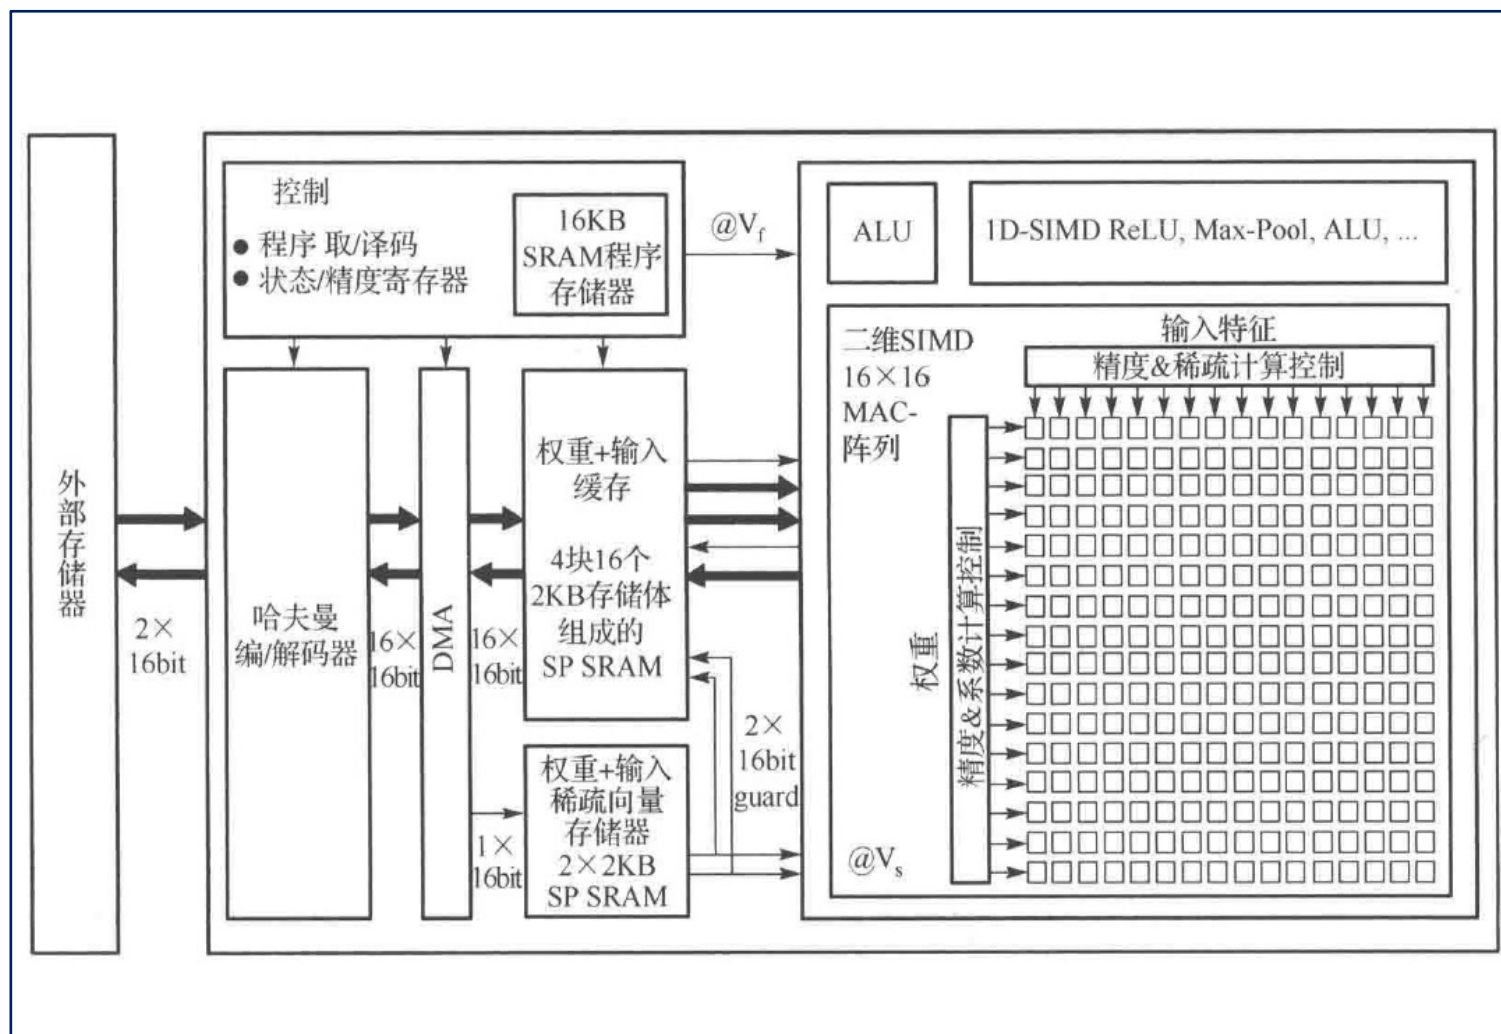 外部存储器
2×
16bit
控制
● 程序 取/译码
● 状态/精度寄存器
16KB
SRAM程序
存储器
@Vf
哈夫曼
编/解码器
16×
16bit
DMA
16×
16bit
权重+输入
缓存
4块16个
2KB存储体
组成的
SP SRAM
1×
16bit
权重+输入
稀疏向量
存储器
2×2KB
SP SRAM
2×
16bit
guard
ALU
1D-SIMD ReLU, Max-Pool, ALU, ...
二维SIMD
16×16
MAC-
阵列
输入特征
精度&稀疏计算控制
权重
精度&系数计算控制
@Vs